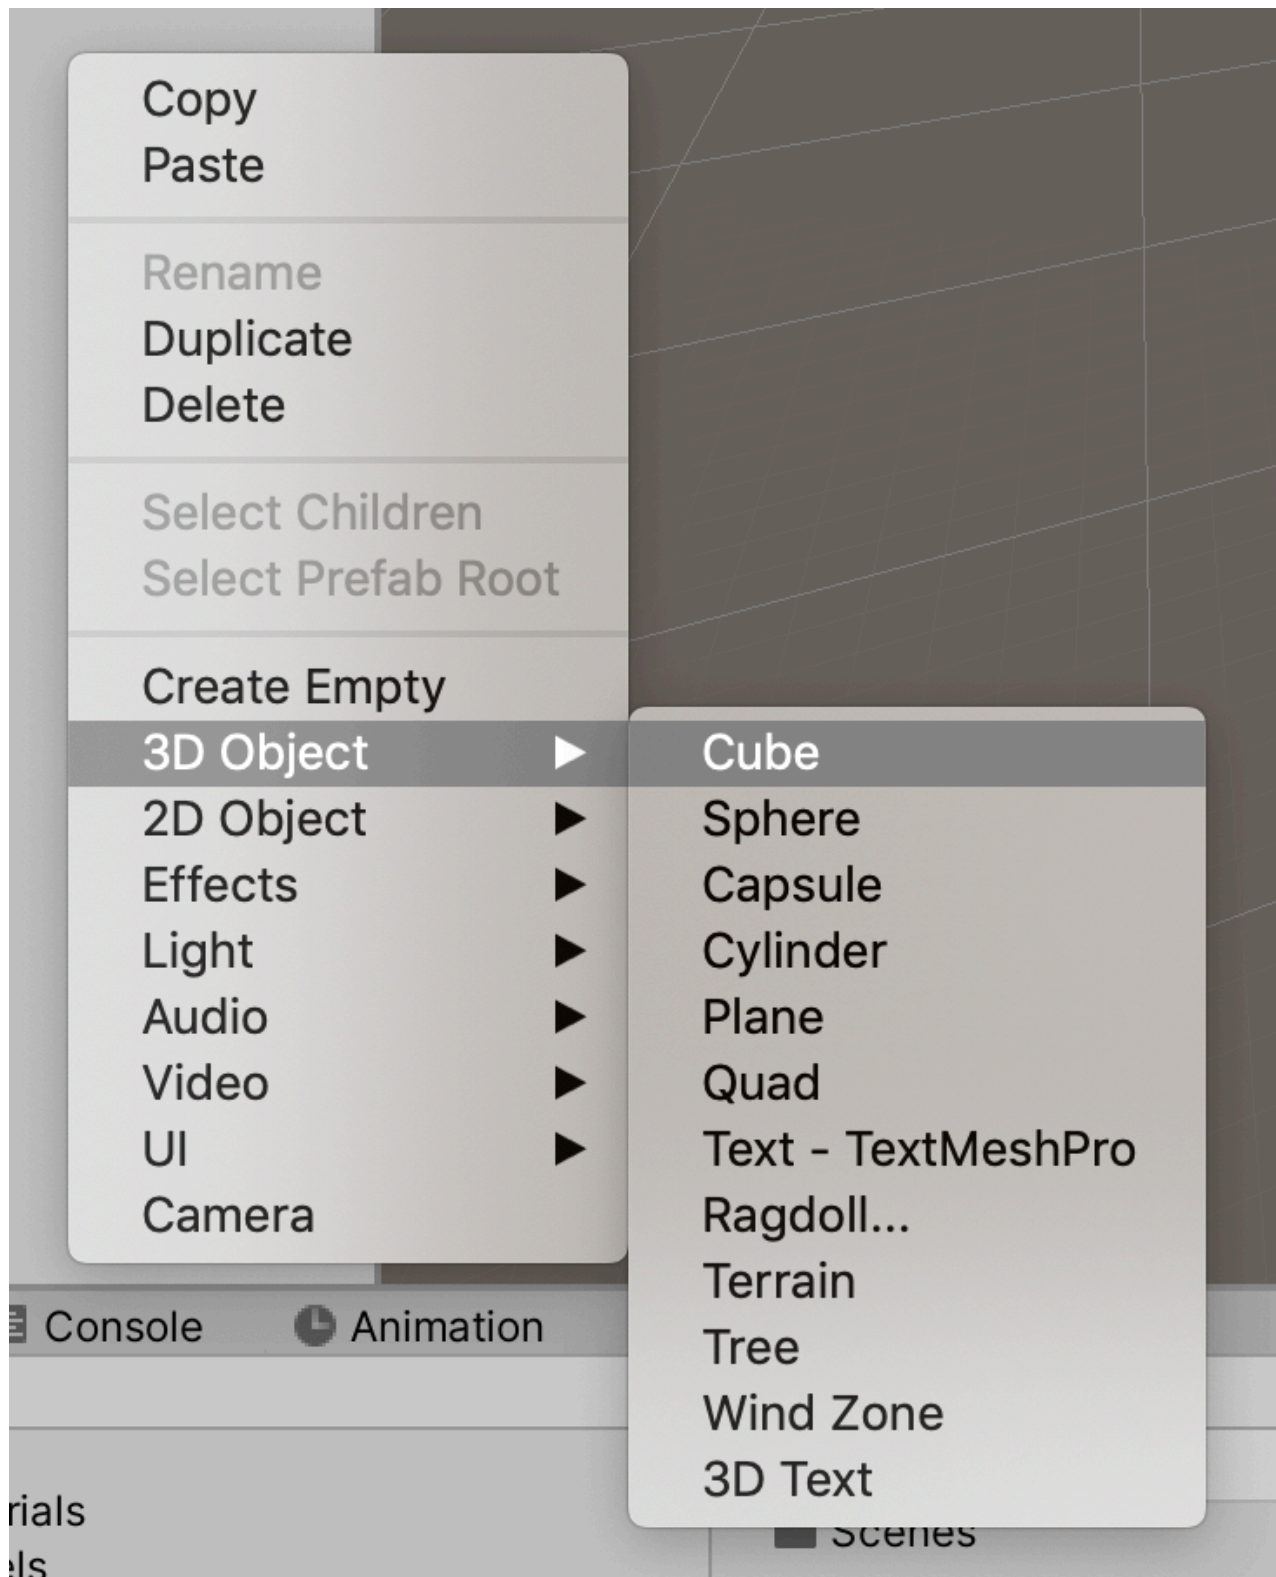 Copy
Paste
Rename
Duplicate
Delete
Select Children
Select Prefab Root
Create Empty
3D Object
2D Object
Effects
Light
Audio
Video
UI
Camera
Cube
Sphere
Capsule
Cylinder
Plane
Quad
Text - TextMeshPro
Ragdoll...
Terrain
Tree
Wind Zone
3D Text
Console
Animation
rials
els
Scenes